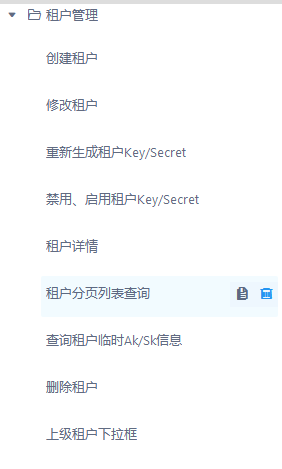 租户管理
创建租户
修改租户
重新生成租户Key/Secret
禁用、启用租户Key/Secret
租户详情
租户分页列表查询
查询租户临时Ak/Sk信息
删除租户
上级租户下拉框